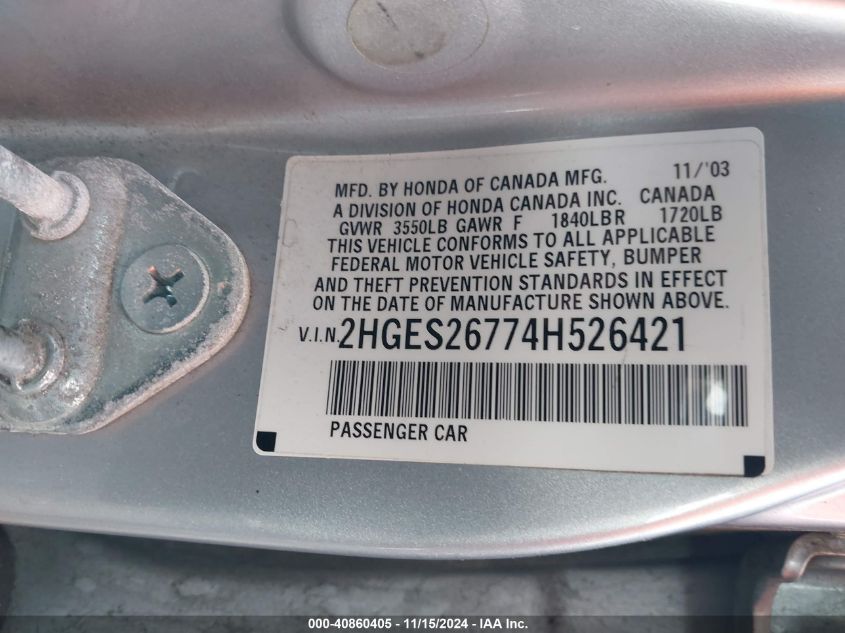 MFD. BY HONDA OF CANADA MFG. 11/'03
A DIVISION OF HONDA CANADA INC. CANADA
GVWR 3550LB GAWR F 1840LBR 1720LB
THIS VEHICLE CONFORMS TO ALL APPLICABLE
FEDERAL MOTOR VEHICLE SAFETY, BUMPER
AND THEFT PREVENTION STANDARDS IN EFFECT
ON THE DATE OF MANUFACTURE SHOWN ABOVE.
V.I.N. 2HGES26774H526421
PASSENGER CAR
000-40860405 - 11/15/2024 - IAA Inc.